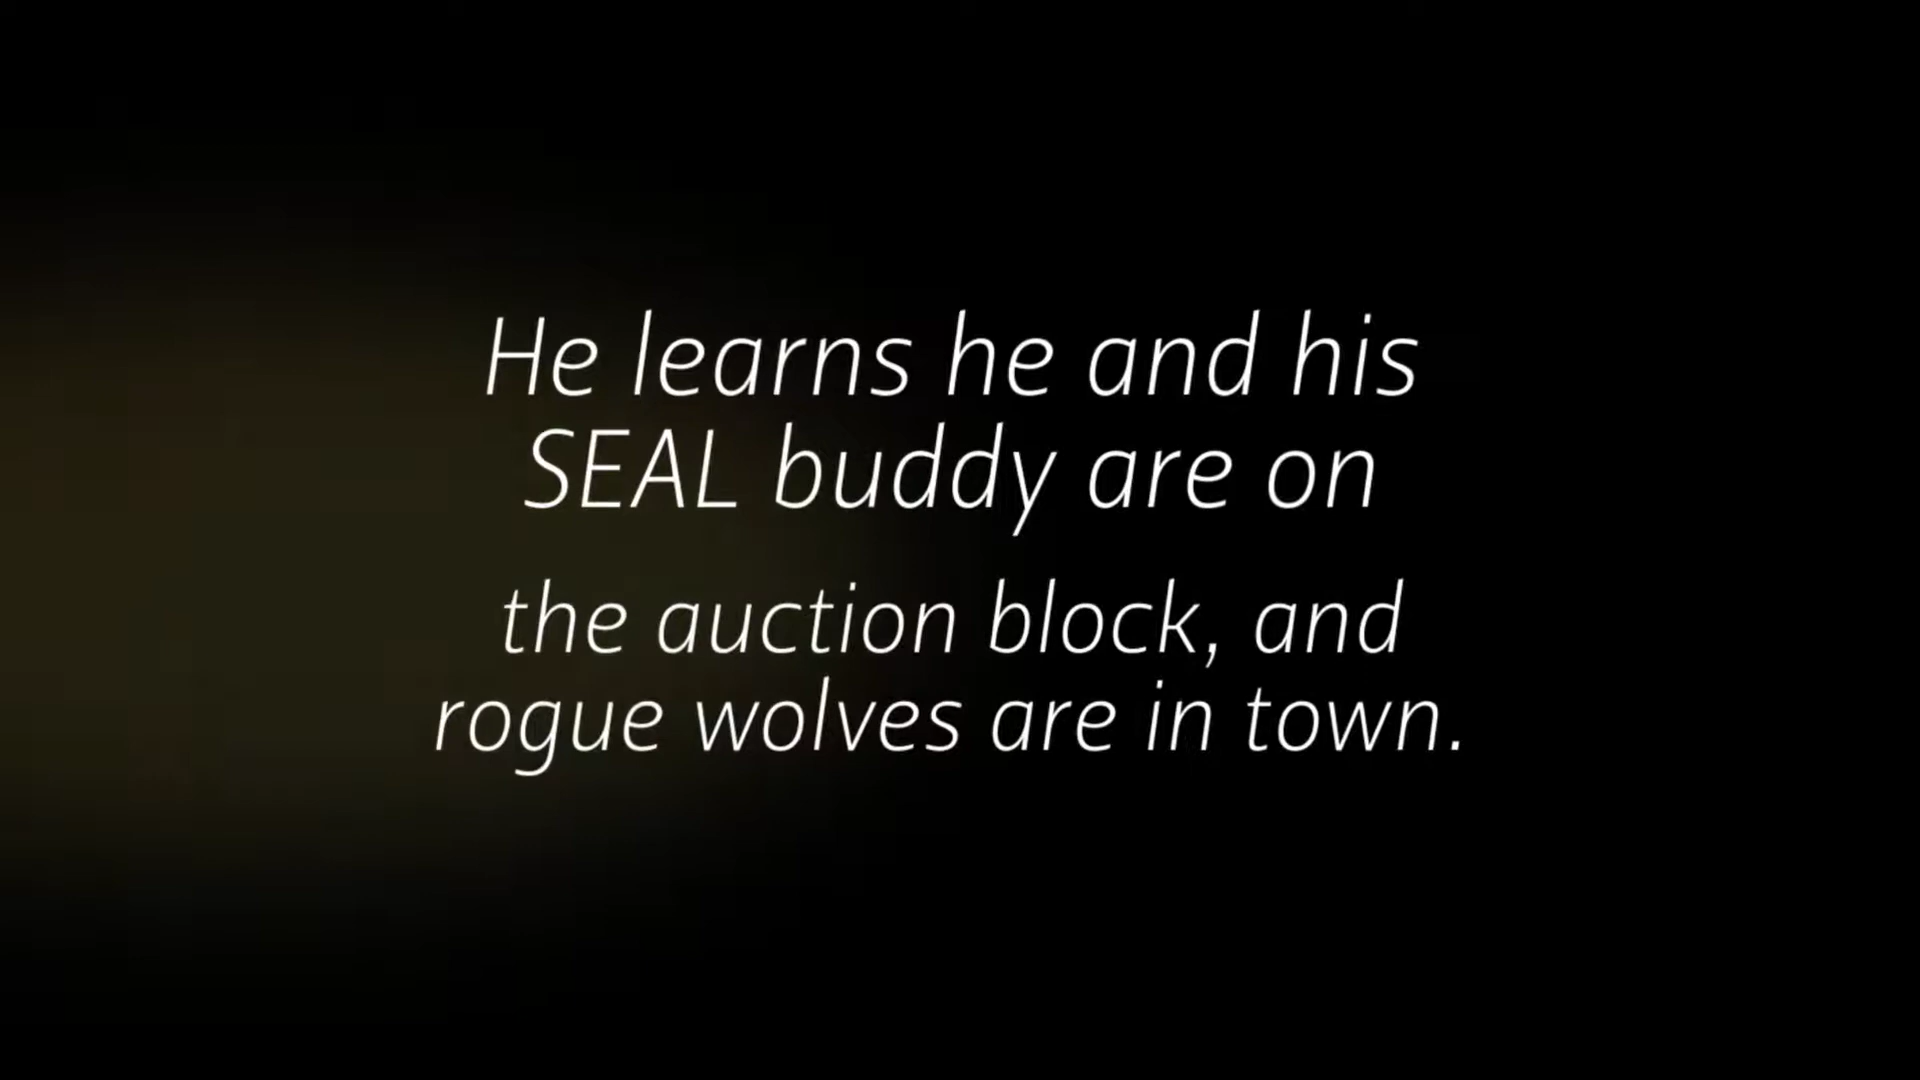 He learns he and his
SEAL buddy are on
the auction block, and
rogue wolves are in town.